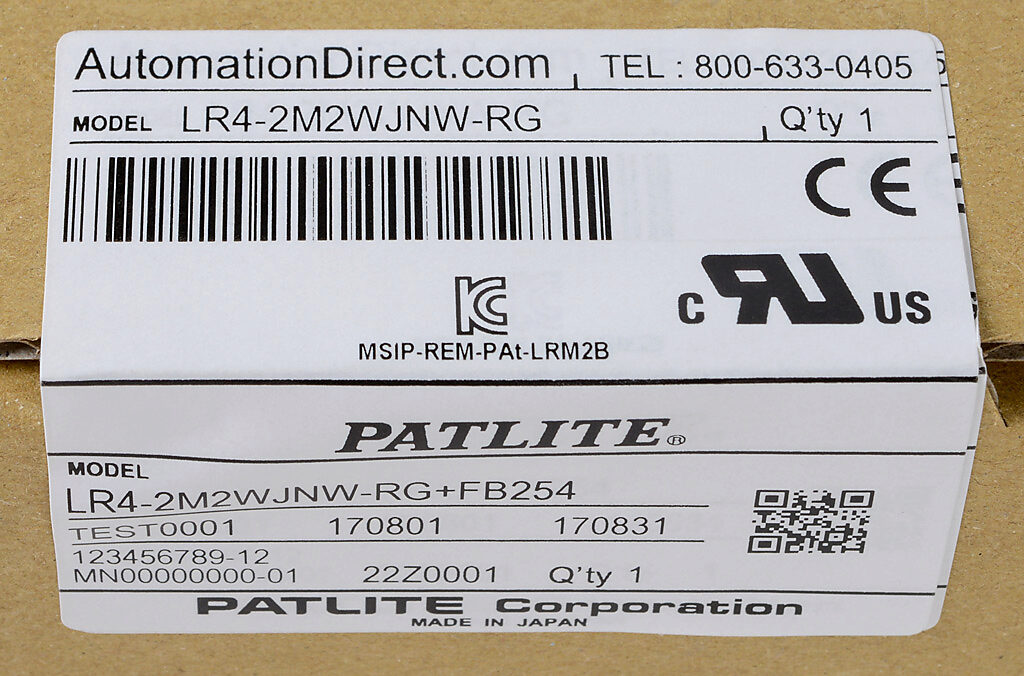 AutomationDirect.com TEL : 800-633-0405
MODEL LR4-2M2WJNW-RG Q'ty 1
CE
KC
MSIP-REM-PAt-LRM2B
c RU US
PATLITE®
MODEL
LR4-2M2WJNW-RG+FB254
TEST0001 170801 170831
123456789-12
MN00000000-01 22Z0001 Q'ty 1
PATLITE Corporation
MADE IN JAPAN